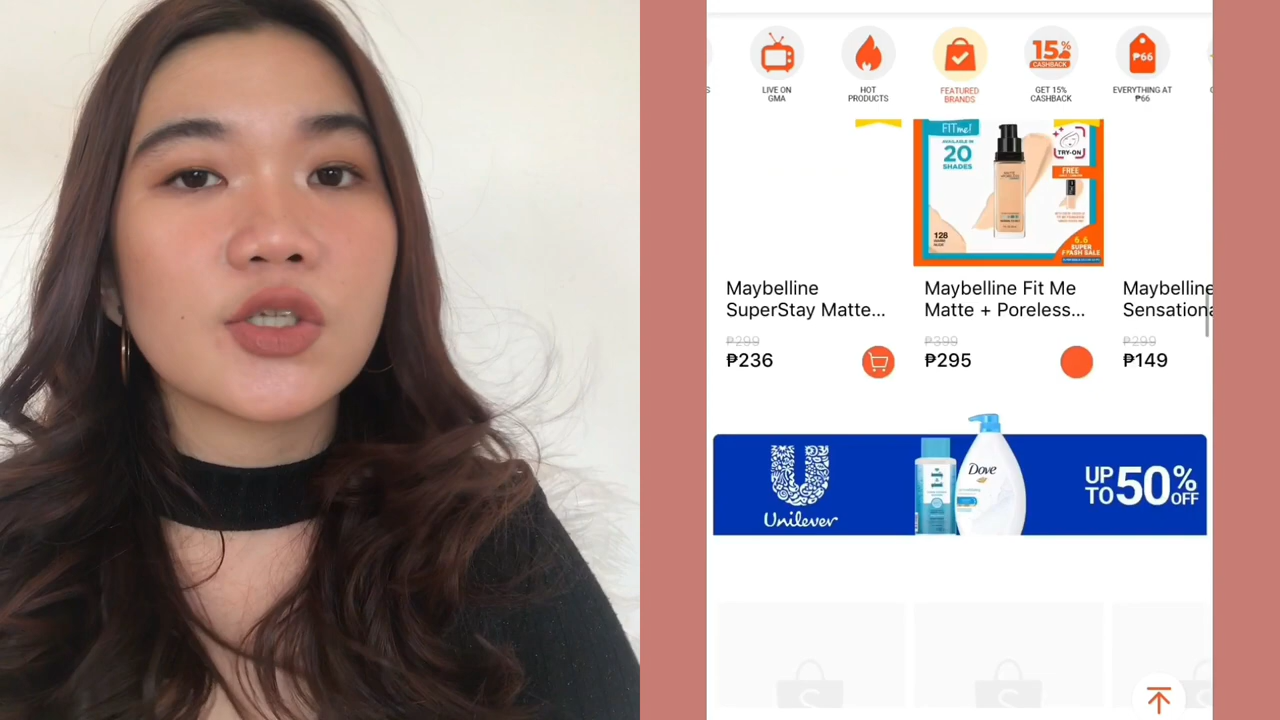 LIVE ON
GMA
HOT
PRODUCTS
FEATURED
BRANDS
15%
CASHBACK
GET 15%
CASHBACK
₱66
EVERYTHING AT
₱66
FIT me!
AVAILABLE IN
20
SHADES
TRY-ON
FREE
128
6.6
SUPER
FLASH SALE
Maybelline
SuperStay Matte...
₱299
₱236
Maybelline Fit Me
Matte + Poreless...
₱399
₱295
Maybelline
Sensationa
₱299
₱149
Unilever
Dove
UP
TO 50%
OFF